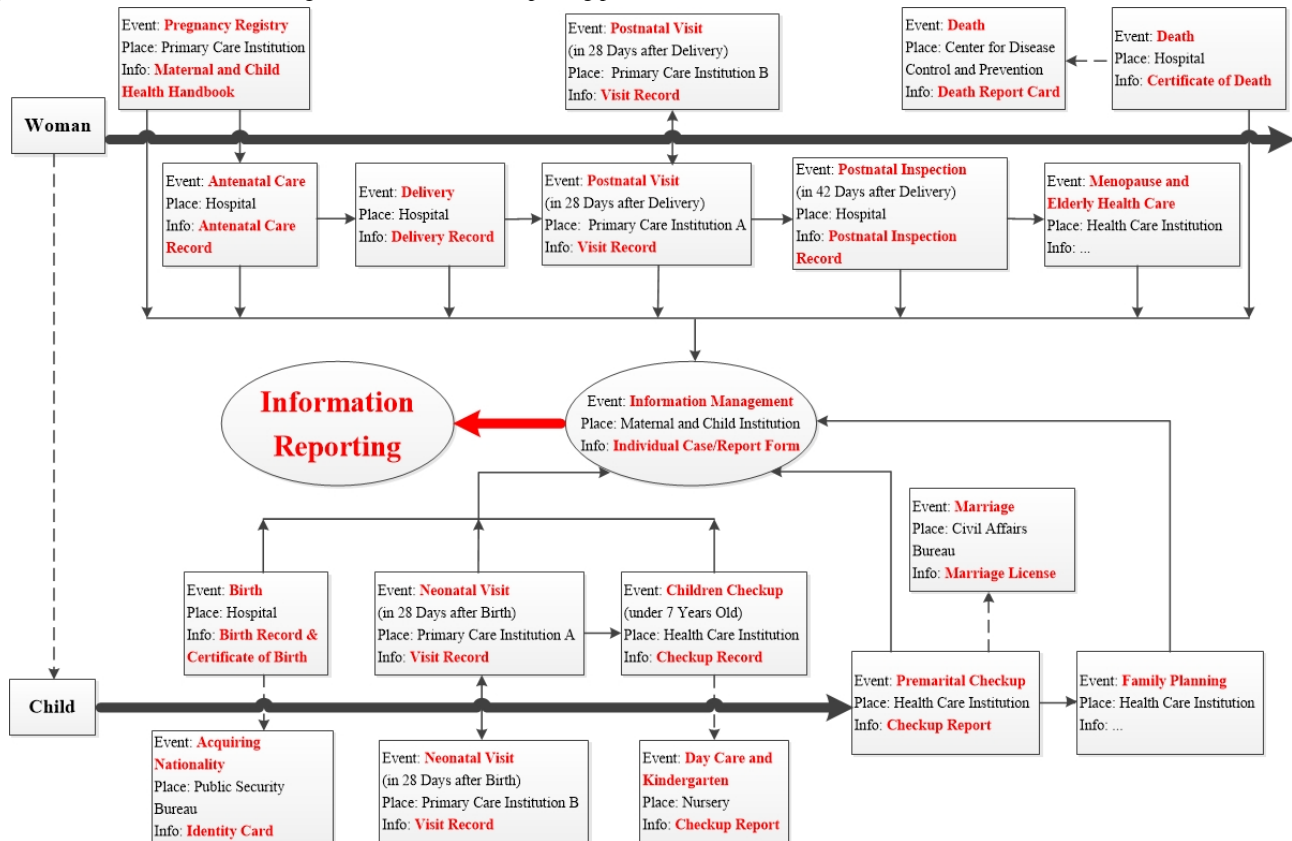 Event: Pregnancy Registry
Place: Primary Care Institution
Info: Maternal and Child
Health Handbook
Event: Postnatal Visit
(in 28 Days after Delivery)
Place: Primary Care Institution B
Info: Visit Record
Event: Death
Place: Center for Disease
Control and Prevention
Info: Death Report Card
Event: Death
Place: Hospital
Info: Certificate of Death
Woman
Event: Antenatal Care
Place: Hospital
Info: Antenatal Care
Record
Event: Delivery
Place: Hospital
Info: Delivery Record
Event: Postnatal Visit
(in 28 Days after Delivery)
Place: Primary Care Institution A
Info: Visit Record
Event: Postnatal Inspection
(in 42 Days after Delivery)
Place: Hospital
Info: Postnatal Inspection
Record
Event: Menopause and
Elderly Health Care
Place: Health Care Institution
Info: ...
Information
Reporting
Event: Information Management
Place: Maternal and Child Institution
Info: Individual Case/Report Form
Event: Marriage
Place: Civil Affairs
Bureau
Info: Marriage License
Event: Birth
Place: Hospital
Info: Birth Record &
Certificate of Birth
Event: Neonatal Visit
(in 28 Days after Birth)
Place: Primary Care Institution A
Info: Visit Record
Event: Children Checkup
(under 7 Years Old)
Place: Health Care Institution
Info: Checkup Record
Event: Premarital Checkup
Place: Health Care Institution
Info: Checkup Report
Event: Family Planning
Place: Health Care Institution
Info: ...
Child
Event: Acquiring
Nationality
Place: Public Security
Bureau
Info: Identity Card
Event: Neonatal Visit
(in 28 Days after Birth)
Place: Primary Care Institution B
Info: Visit Record
Event: Day Care and
Kindergarten
Place: Nursery
Info: Checkup Report